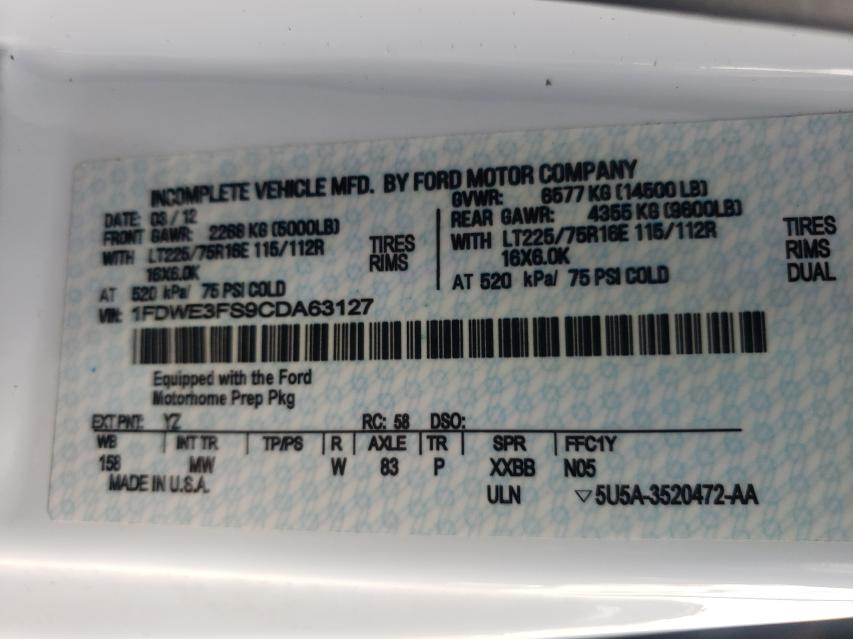 INCOMPLETE VEHICLE MFD. BY FORD MOTOR COMPANY
DATE: 03/12
GVWR: 6577 KG (14500 LB)
FRONT GAWR: 2268 KG (5000LB)
REAR GAWR: 4355 KG (9600LB)
WITH LT225/75R16E 115/112R TIRES
WITH LT225/75R16E 115/112R TIRES
16X6.0K RIMS
16X6.0K RIMS
AT 520 kPa/ 75 PSI COLD
AT 520 kPa/ 75 PSI COLD DUAL
VIN: 1FDWE3FS9CDA63127
Equipped with the Ford
Motorhome Prep Pkg
EXT PNT: YZ RC: 58 DSO:
WB INT TR TP/PS R AXLE TR SPR FFC1Y
158 MW W 83 P XXBB N05
MADE IN U.S.A. ULN ▽5U5A-3520472-AA